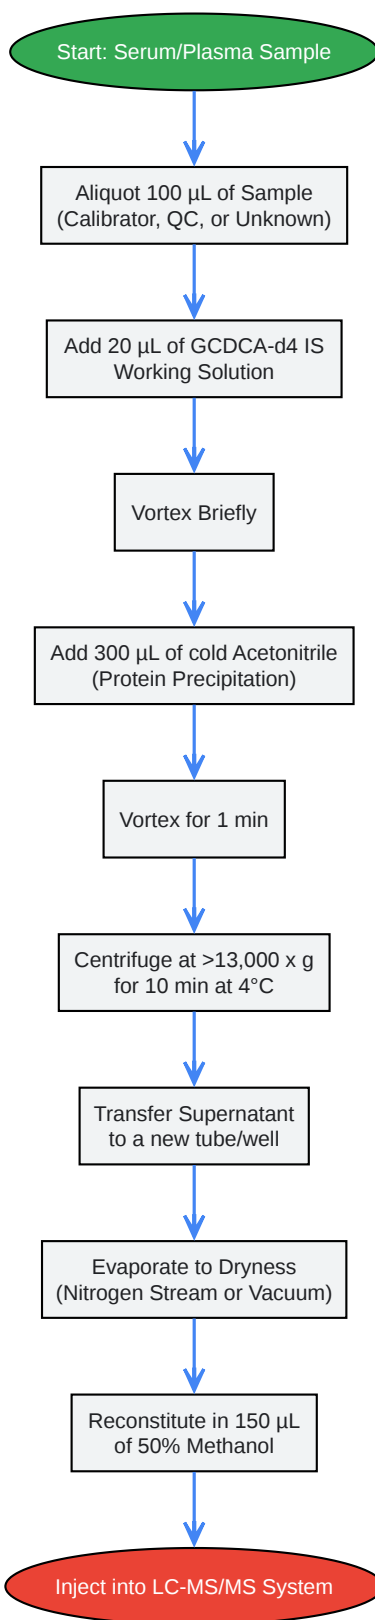 Start: Serum/Plasma Sample
Aliquot 100 µL of Sample
(Calibrator, QC, or Unknown)
Add 20 µL of GCDCA-d4 IS
Working Solution
Vortex Briefly
Add 300 µL of cold Acetonitrile
(Protein Precipitation)
Vortex for 1 min
Centrifuge at >13,000 x g
for 10 min at 4°C
Transfer Supernatant
to a new tube/well
Evaporate to Dryness
(Nitrogen Stream or Vacuum)
Reconstitute in 150 µL
of 50% Methanol
Inject into LC-MS/MS System